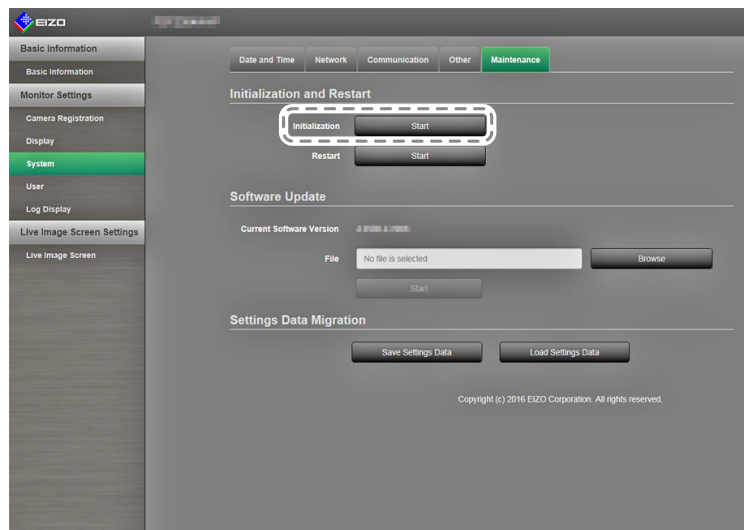 EIZO
Basic Information
Basic Information
Monitor Settings
Camera Registration
Display
System
User
Log Display
Live Image Screen Settings
Live Image Screen
Date and Time Network Communication Other Maintenance
Initialization and Restart
Initialization Start
Restart Start
Software Update
Current Software Version
File No file is selected Browse
Start
Settings Data Migration
Save Settings Data Load Settings Data
Copyright (c) 2016 EIZO Corporation. All rights reserved.